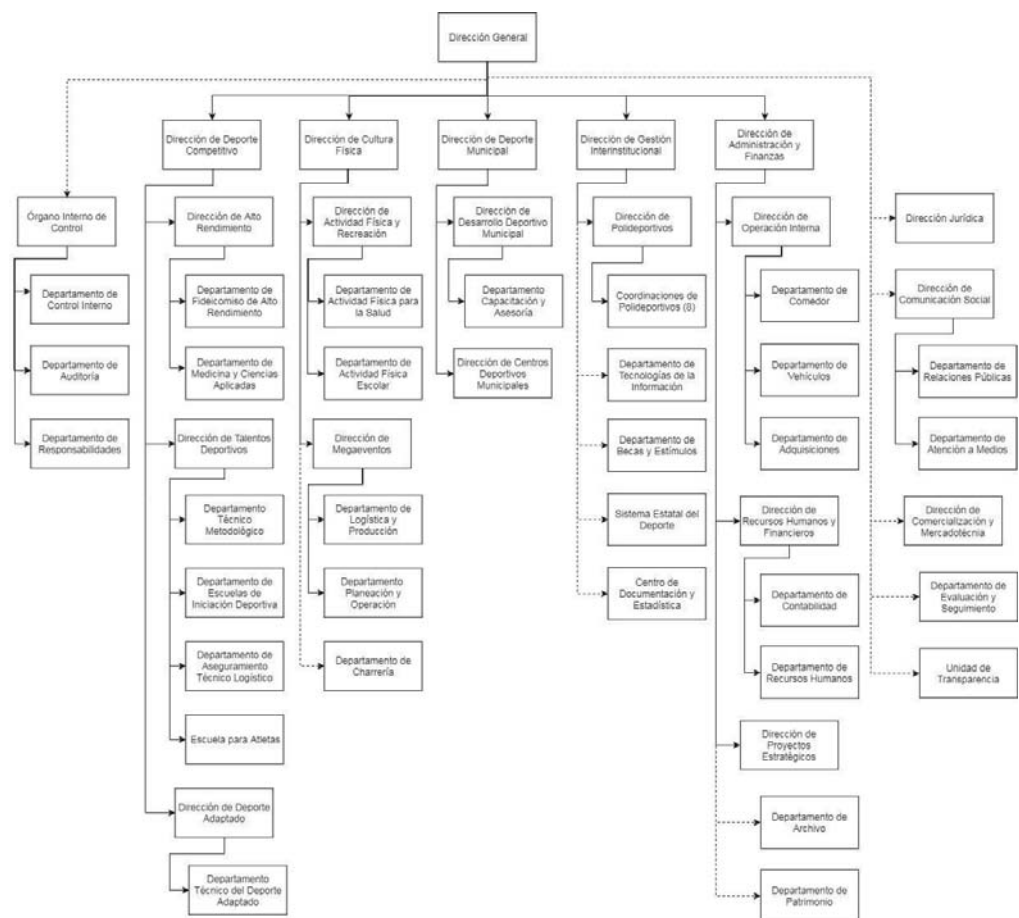 Dirección General
Dirección de Deporte
Competitivo
Dirección de Cultura
Física
Dirección de Deporte
Municipal
Dirección de Gestión
Interinstitucional
Dirección de
Administración y
Finanzas
Órgano Interno de
Control
Departamento de
Control Interno
Departamento de
Auditoría
Departamento de
Responsabilidades
Dirección de Alto
Rendimiento
Departamento de
Fideicomiso de Alto
Rendimiento
Departamento de
Medicina y Ciencias
Aplicadas
Dirección de Talentos
Deportivos
Departamento
Técnico
Metodológico
Departamento de
Escuelas de
Iniciación Deportiva
Departamento de
Aseguramiento
Técnico Logístico
Escuela para Atletas
Dirección de Deporte
Adaptado
Departamento
Técnico del Deporte
Adaptado
Dirección de
Actividad Física y
Recreación
Departamento de
Actividad Física para
la Salud
Departamento de
Actividad Física
Escolar
Dirección de
Megaeventos
Departamento de
Logística y
Producción
Departamento
Planeación y
Operación
Departamento de
Charrería
Dirección de
Desarrollo Deportivo
Municipal
Departamento
Capacitación y
Asesoría
Dirección de Centros
Deportivos
Municipales
Dirección de
Polideportivos
Coordinaciones de
Polideportivos (8)
Departamento de
Tecnologías de la
Información
Departamento de
Becas y Estímulos
Sistema Estatal del
Deporte
Centro de
Documentación y
Estadística
Dirección de
Operación Interna
Departamento de
Comedor
Departamento de
Vehículos
Departamento de
Adquisiciones
Dirección de
Recursos Humanos
y Financieros
Departamento de
Contabilidad
Departamento de
Recursos Humanos
Dirección de
Proyectos
Estratégicos
Departamento de
Archivo
Departamento de
Patrimonio
Dirección Jurídica
Dirección de
Comunicación Social
Departamento de
Relaciones Públicas
Departamento de
Atención a Medios
Dirección de
Comercialización y
Mercadotécnia
Departamento de
Evaluación y
Seguimiento
Unidad de
Transparencia